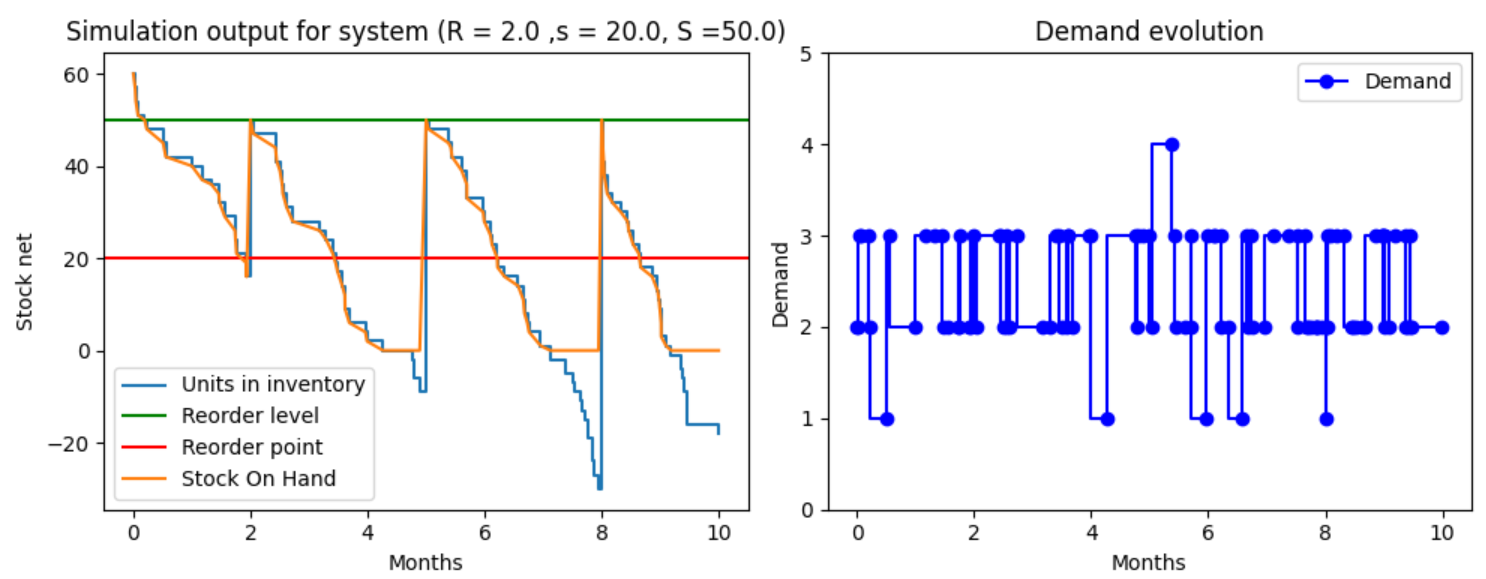 Simulation output for system (R = 2.0 ,s = 20.0, S =50.0)
Stock net
60
40
20
0
−20
Units in inventory
Reorder level
Reorder point
Stock On Hand
0 2 4 6 8 10
Months
Demand evolution
Demand
5
4
3
2
1
0
Demand
0 2 4 6 8 10
Months